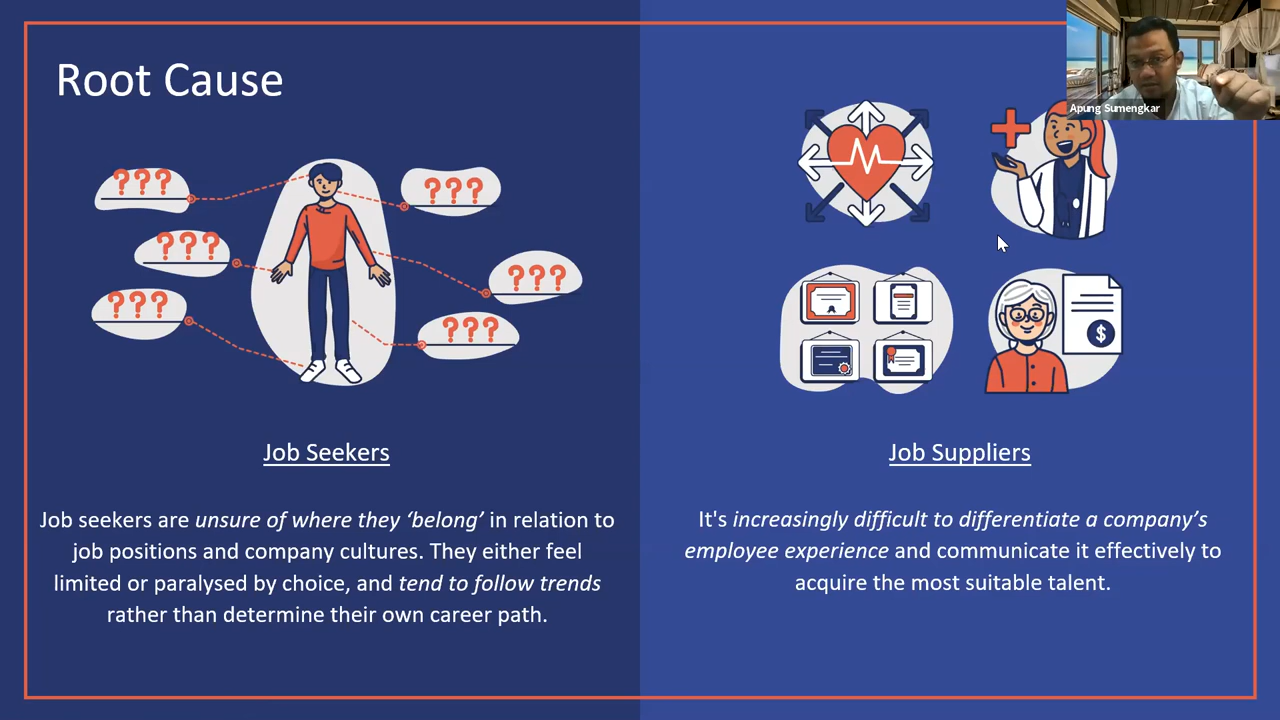 Root Cause
Apung Sumengkar
???
???
???
???
???
???
$
Job Seekers
Job seekers are unsure of where they ‘belong’ in relation to
job positions and company cultures. They either feel
limited or paralysed by choice, and tend to follow trends
rather than determine their own career path.
Job Suppliers
It's increasingly difficult to differentiate a company’s
employee experience and communicate it effectively to
acquire the most suitable talent.